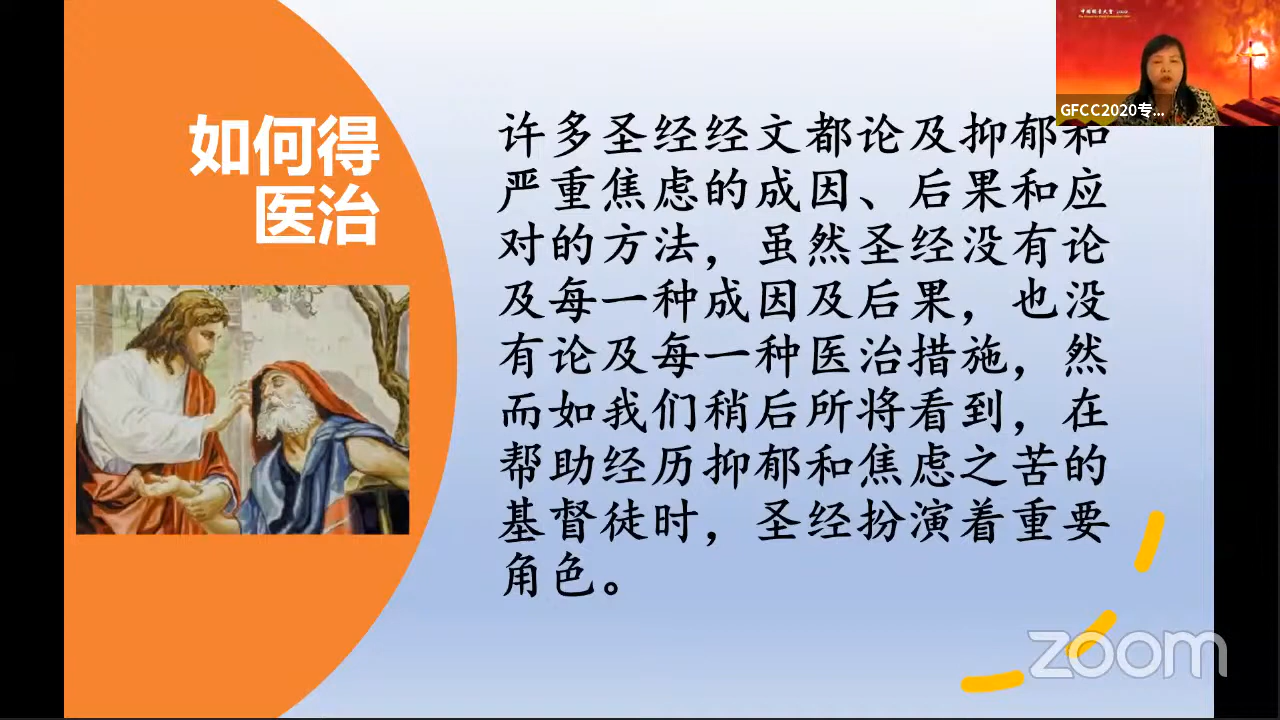 如何得
医治
许多圣经经文都论及抑郁和
严重焦虑的成因、后果和应
对的方法，虽然圣经没有论
及每一种成因及后果，也没
有论及每一种医治措施，然
而如我们稍后所将看到，在
帮助经历抑郁和焦虑之苦的
基督徒时，圣经扮演着重要
角色。
GFCC2020专...
zoom